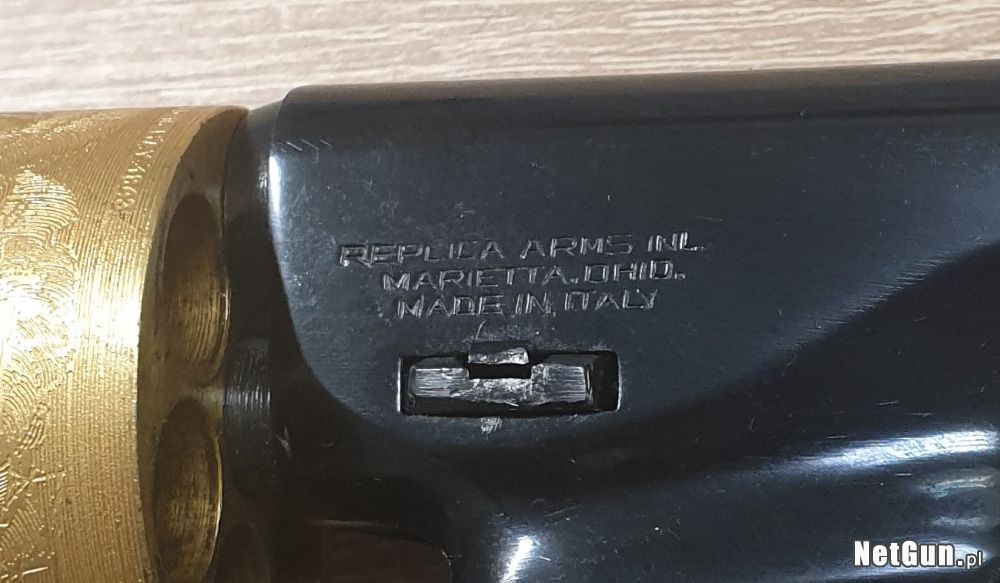 REPLICA ARMS INC.
MARIETTA, OHIO.
MADE IN ITALY
NetGun.pl